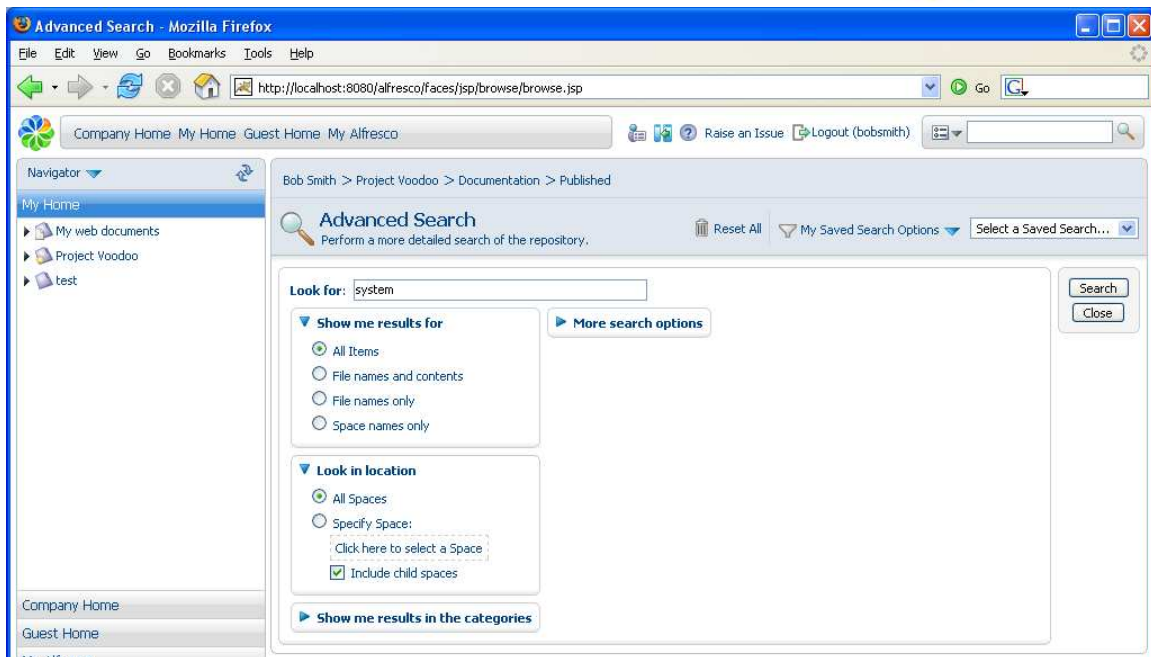 Advanced Search - Mozilla Firefox
File Edit View Go Bookmarks Tools Help
http://localhost:8080/alfresco/faces/jsp/browse/browse.jsp
Go
G
Company Home My Home Guest Home My Alfresco
Raise an Issue Logout (bobsmith)
Navigator
My Home
My web documents
Project Voodoo
test
Company Home
Guest Home
Bob Smith > Project Voodoo > Documentation > Published
Advanced Search
Perform a more detailed search of the repository.
Reset All
My Saved Search Options
Select a Saved Search...
Look for: system
Show me results for
All Items
File names and contents
File names only
Space names only
More search options
Look in location
All Spaces
Specify Space:
Click here to select a Space
Include child spaces
Show me results in the categories
Search
Close